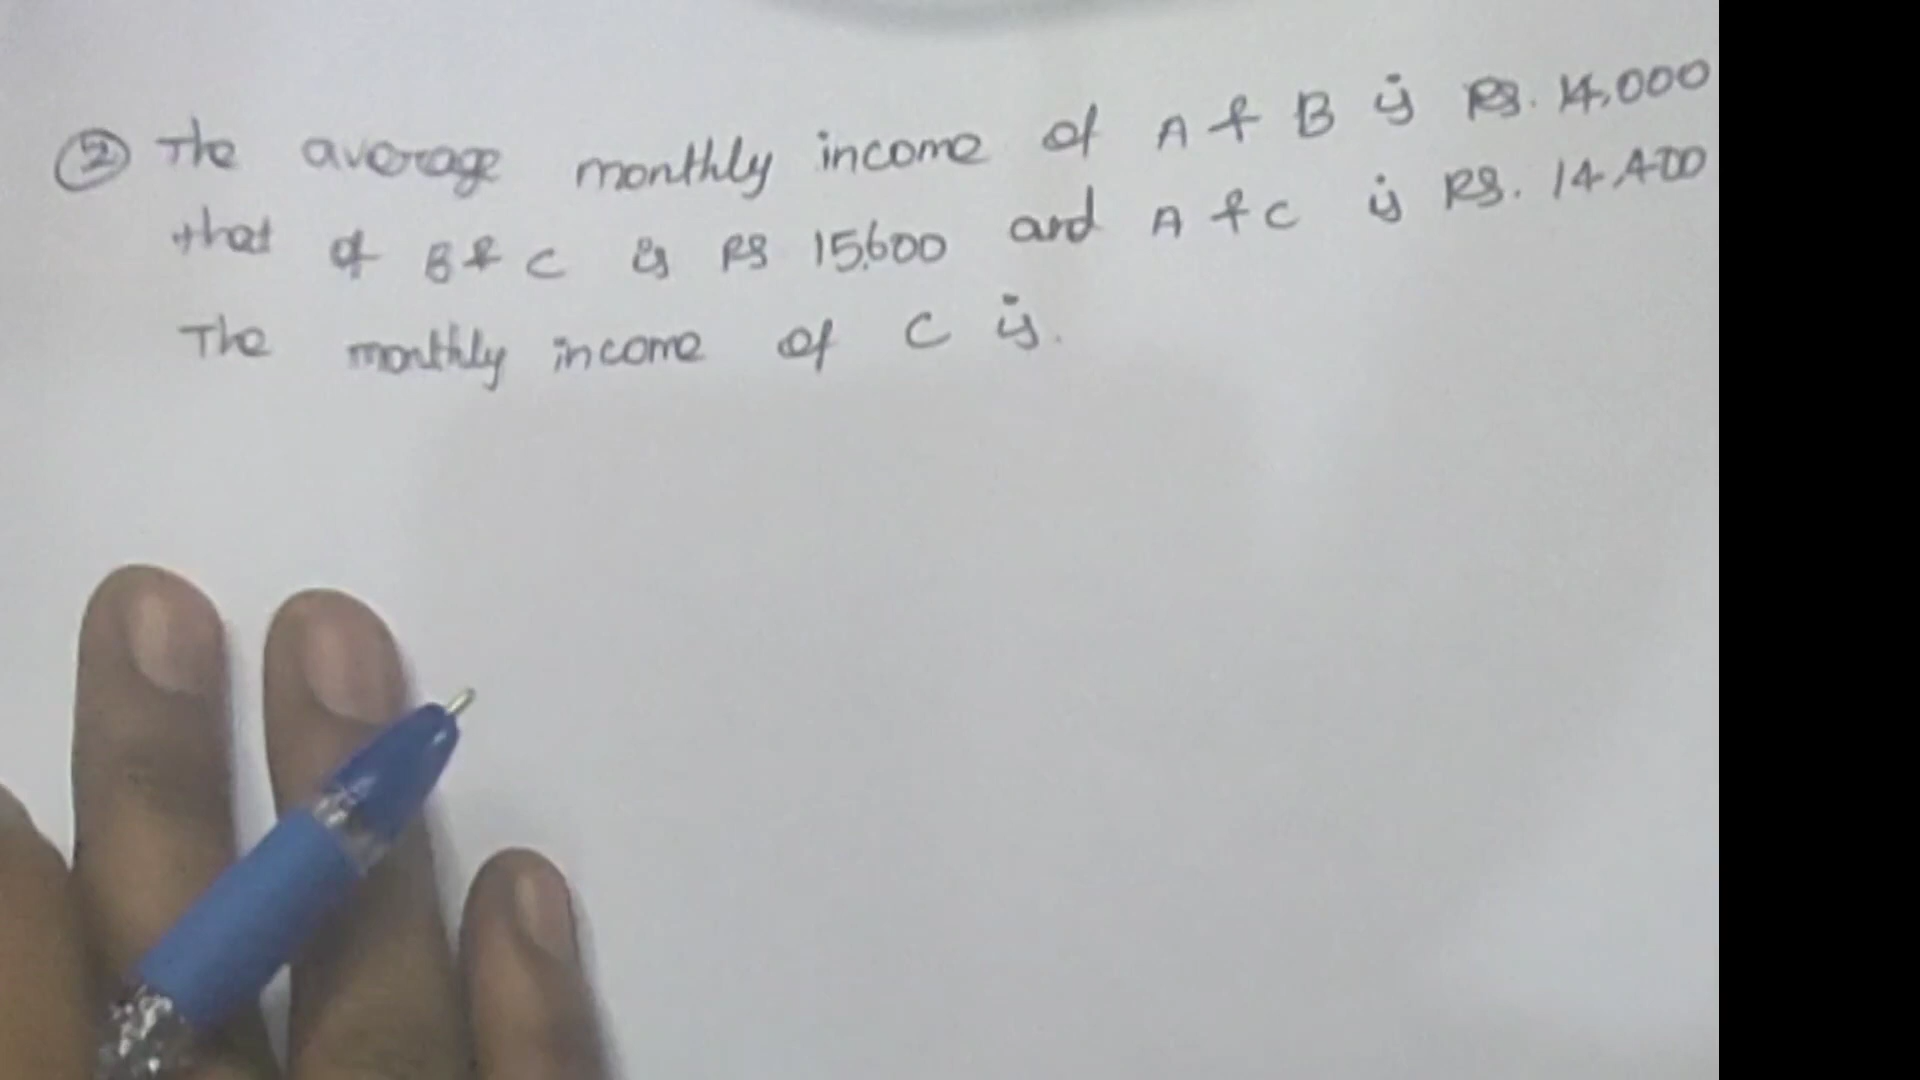 ② The average monthly income of A & B is Rs. 14,000
that of B & C is Rs 15,600 and A & C is Rs. 14,400
The monthly income of C is.